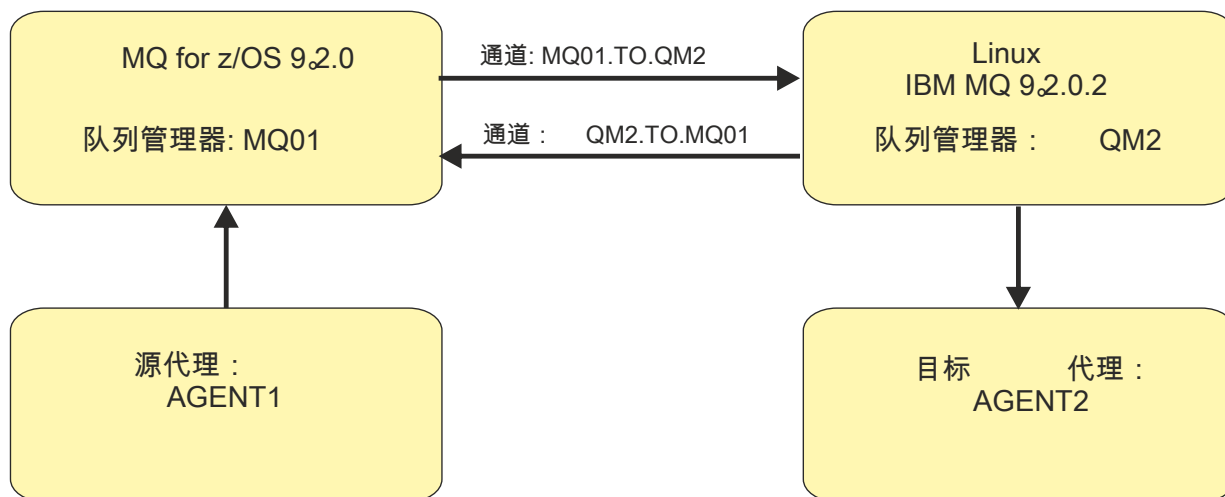 MQ for z/OS 9。2.0
队列管理器: MQ01
通道: MQ01.TO.QM2
通道： QM2.TO.MQ01
Linux
IBM MQ 9。2.0.2
队列管理器： QM2
源代理：
AGENT1
目标 代理：
AGENT2